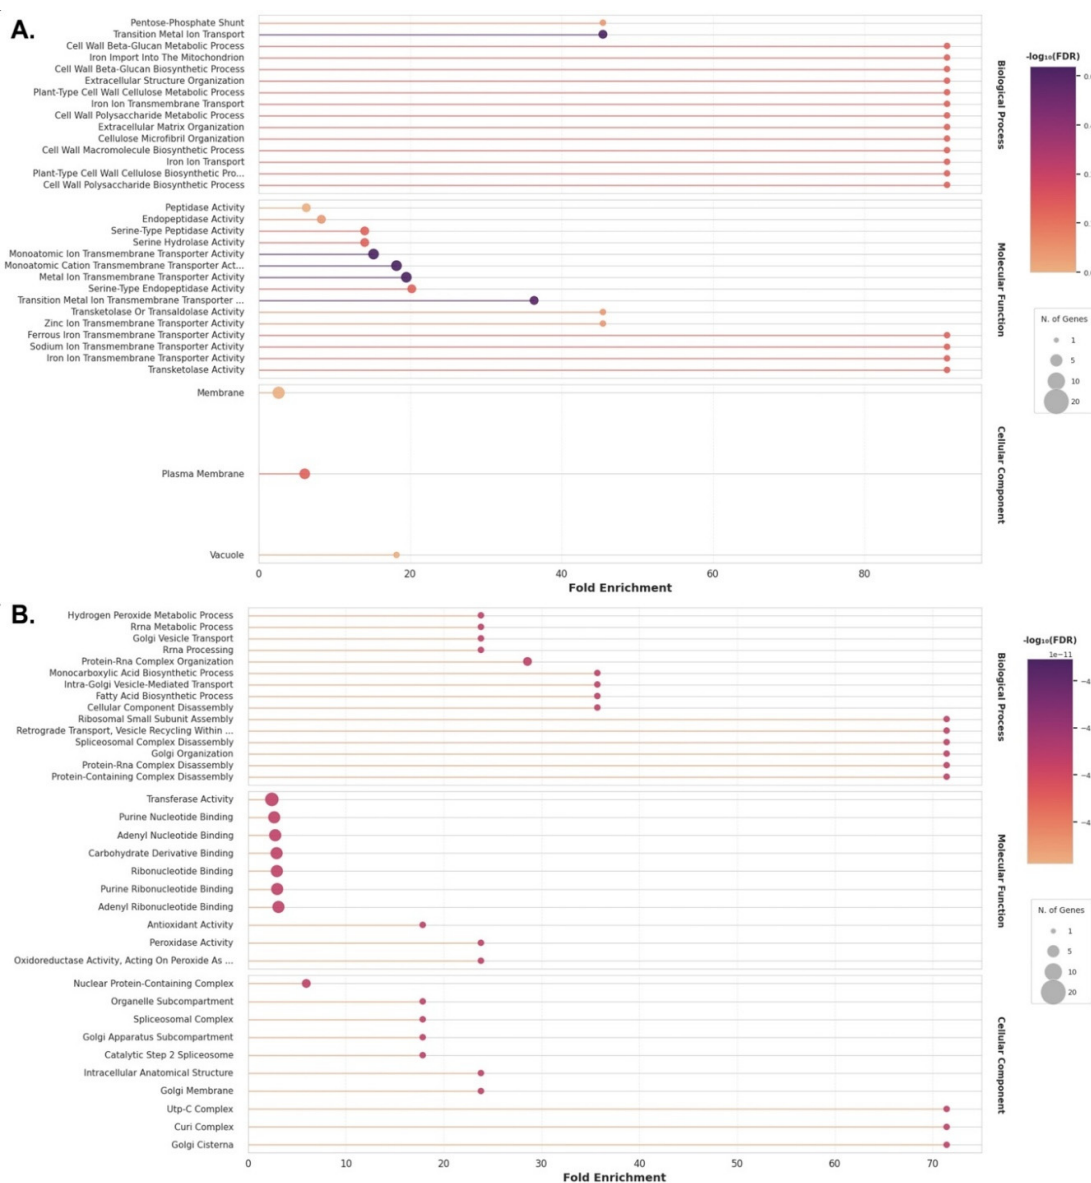 A.
Pentose-Phosphate Shunt
Transition Metal Ion Transport
Cell Wall Beta-Glucan Metabolic Process
Iron Import Into The Mitochondrion
Cell Wall Beta-Glucan Biosynthetic Process
Extracellular Structure Organization
Plant-Type Cell Wall Cellulose Metabolic Process
Iron Ion Transmembrane Transport
Cell Wall Polysaccharide Metabolic Process
Extracellular Matrix Organization
Cellulose Microfibril Organization
Cell Wall Macromolecule Biosynthetic Process
Iron Ion Transport
Plant-Type Cell Wall Cellulose Biosynthetic Pro...
Cell Wall Polysaccharide Biosynthetic Process
Biological Process
Peptidase Activity
Endopeptidase Activity
Serine-Type Peptidase Activity
Serine Hydrolase Activity
Monoatomic Ion Transmembrane Transporter Activity
Monoatomic Cation Transmembrane Transporter Act...
Metal Ion Transmembrane Transporter Activity
Serine-Type Endopeptidase Activity
Transition Metal Ion Transmembrane Transporter ...
Transketolase Or Transaldolase Activity
Zinc Ion Transmembrane Transporter Activity
Ferrous Iron Transmembrane Transporter Activity
Sodium Ion Transmembrane Transporter Activity
Iron Ion Transmembrane Transporter Activity
Transketolase Activity
Molecular Function
Membrane
Plasma Membrane
Vacuole
Cellular Component
0 20 40 60 80
Fold Enrichment
-log₁₀(FDR)
N. of Genes
1
5
10
20
B.
Hydrogen Peroxide Metabolic Process
Rrna Metabolic Process
Golgi Vesicle Transport
Rrna Processing
Protein-Rna Complex Organization
Monocarboxylic Acid Biosynthetic Process
Intra-Golgi Vesicle-Mediated Transport
Fatty Acid Biosynthetic Process
Cellular Component Disassembly
Ribosomal Small Subunit Assembly
Retrograde Transport, Vesicle Recycling Within ...
Spliceosomal Complex Disassembly
Golgi Organization
Protein-Rna Complex Disassembly
Protein-Containing Complex Disassembly
Biological Process
Transferase Activity
Purine Nucleotide Binding
Adenyl Nucleotide Binding
Carbohydrate Derivative Binding
Ribonucleotide Binding
Purine Ribonucleotide Binding
Adenyl Ribonucleotide Binding
Antioxidant Activity
Peroxidase Activity
Oxidoreductase Activity, Acting On Peroxide As ...
Molecular Function
Nuclear Protein-Containing Complex
Organelle Subcompartment
Spliceosomal Complex
Golgi Apparatus Subcompartment
Catalytic Step 2 Spliceosome
Intracellular Anatomical Structure
Golgi Membrane
Utp-C Complex
Curi Complex
Golgi Cisterna
Cellular Component
0 10 20 30 40 50 60 70
Fold Enrichment
-log₁₀(FDR)
1e−11
N. of Genes
1
5
10
20